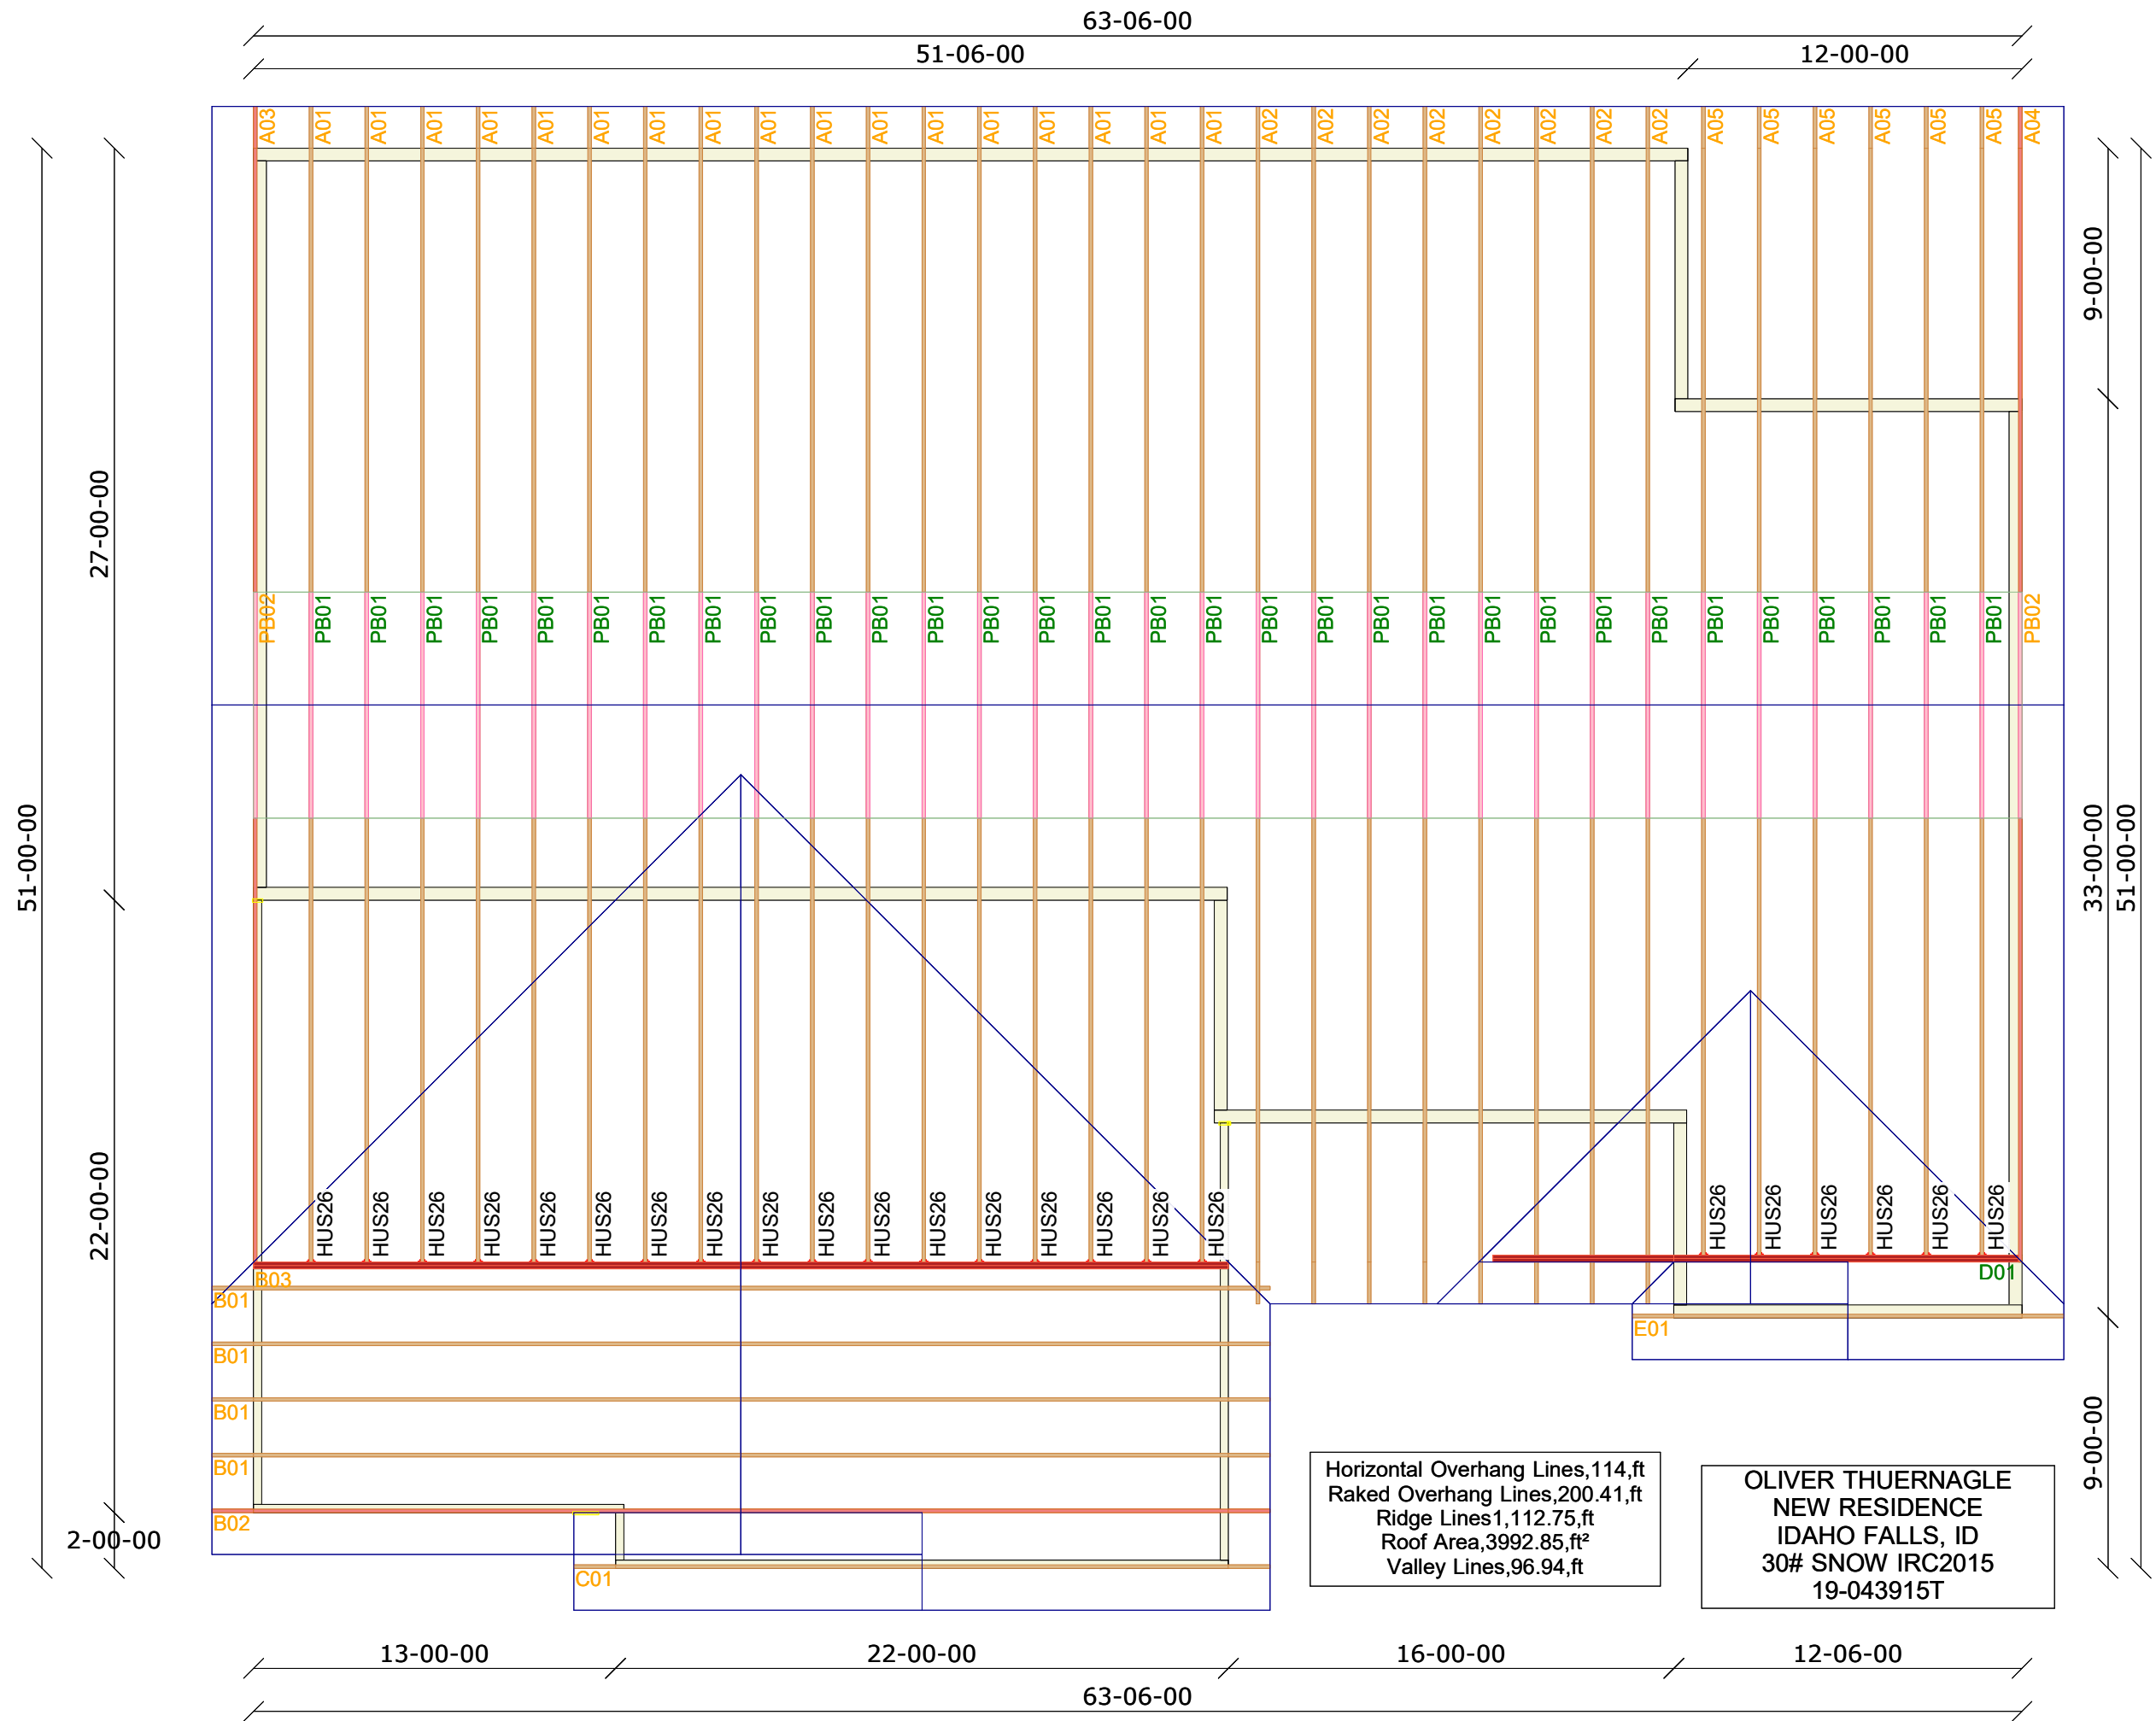 63-06-00
51-06-00 12-00-00
A03 A01 A01 A01 A01 A01 A01 A01 A01 A01 A01 A01 A01 A01 A01 A01 A01 A01 A02 A02 A02 A02 A02 A02 A02 A02 A05 A05 A05 A05 A05 A05 A04
9-00-00
27-00-00
PB02 PB01 PB01 PB01 PB01 PB01 PB01 PB01 PB01 PB01 PB01 PB01 PB01 PB01 PB01 PB01 PB01 PB01 PB01 PB01 PB01 PB01 PB01 PB01 PB01 PB01 PB01 PB01 PB01 PB01 PB01 PB01 PB02
51-00-00
33-00-00
51-00-00
22-00-00
HUS26 HUS26 HUS26 HUS26 HUS26 HUS26 HUS26 HUS26 HUS26 HUS26 HUS26 HUS26 HUS26 HUS26 HUS26 HUS26 HUS26 HUS26 HUS26 HUS26 HUS26 HUS26 HUS26
B03
D01
B01
E01
B01
B01
9-00-00
B01
B02
2-00-00
C01
Horizontal Overhang Lines,114,ft
Raked Overhang Lines,200.41,ft
Ridge Lines1,112.75,ft
Roof Area,3992.85,ft²
Valley Lines,96.94,ft
OLIVER THUERNAGLE
NEW RESIDENCE
IDAHO FALLS, ID
30# SNOW IRC2015
19-043915T
13-00-00 22-00-00 16-00-00 12-06-00
63-06-00